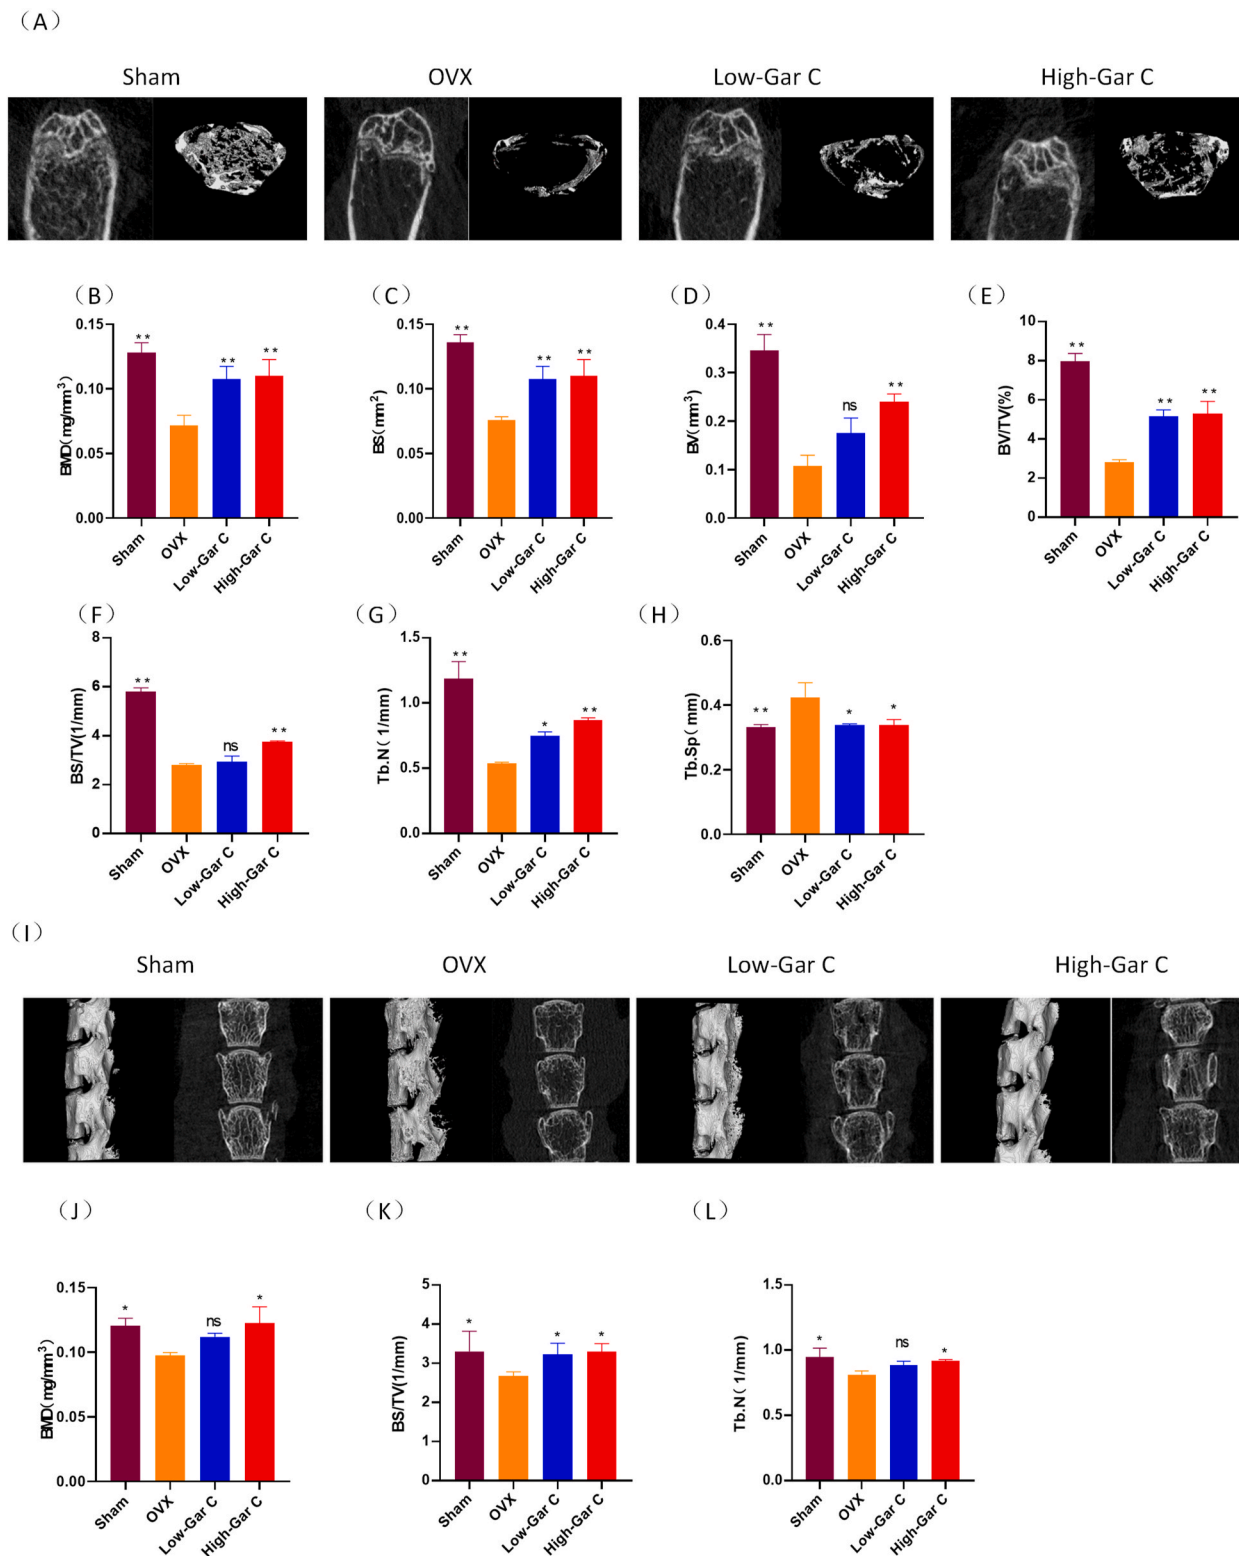 （A）
Sham OVX Low-Gar C High-Gar C
（B） （C） （D） （E）
BMD（mg/mm³）
0.15
0.10
0.05
0.00
** ** **
Sham OVX Low-Gar C High-Gar C
BS（mm²）
0.15
0.10
0.05
0.00
** ** **
Sham OVX Low-Gar C High-Gar C
BV（mm³）
0.4
0.3
0.2
0.1
0.0
** ns **
Sham OVX Low-Gar C High-Gar C
BV/TV(%)
10
8
6
4
2
0
** ** **
Sham OVX Low-Gar C High-Gar C
（F） （G） （H）
BS/TV(1/mm)
8
6
4
2
0
** ns **
Sham OVX Low-Gar C High-Gar C
Tb.N（1/mm)
1.5
1.0
0.5
0.0
** * **
Sham OVX Low-Gar C High-Gar C
Tb.Sp（mm)
0.6
0.4
0.2
0.0
** * *
Sham OVX Low-Gar C High-Gar C
（I）
Sham OVX Low-Gar C High-Gar C
（J） （K） （L）
BMD（mg/mm³）
0.15
0.10
0.05
0.00
* ns *
Sham OVX Low-Gar C High-Gar C
BS/TV(1/mm)
5
4
3
2
1
0
* * *
Sham OVX Low-Gar C High-Gar C
Tb.N（1/mm)
1.5
1.0
0.5
0.0
* ns *
Sham OVX Low-Gar C High-Gar C